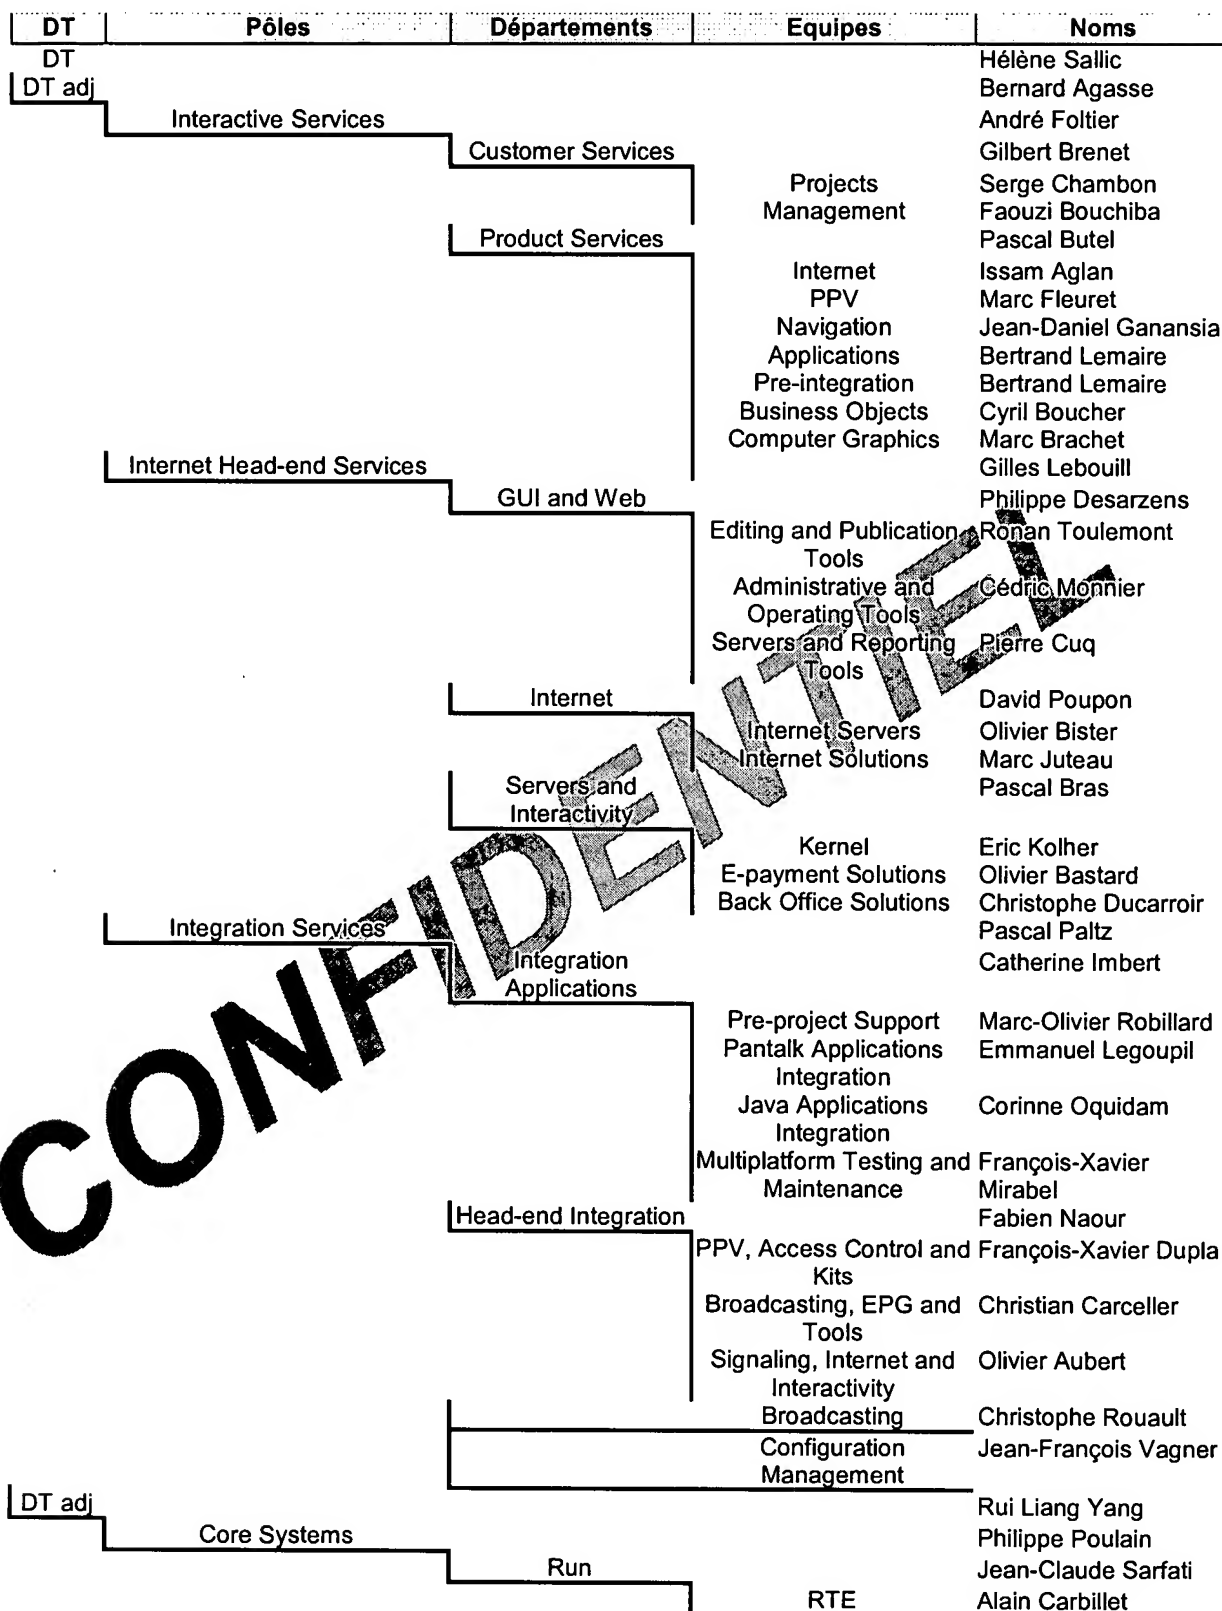 DT Pôles Départements Equipes Noms
DT Hélène Sallic
DT adj Bernard Agasse
Interactive Services André Foltier
Customer Services Gilbert Brenet
Projects Serge Chambon
Management Faouzi Bouchiba
Product Services Pascal Butel
Internet Issam Aglan
PPV Marc Fleuret
Navigation Jean-Daniel Ganansia
Applications Bertrand Lemaire
Pre-integration Bertrand Lemaire
Business Objects Cyril Boucher
Computer Graphics Marc Brachet
Internet Head-end Services Gilles Lebouill
GUI and Web Philippe Desarzens
Editing and Publication Ronan Toulemont
Tools
Administrative and Cédric Monnier
Operating Tools
Servers and Reporting Pierre Cuq
Tools
Internet David Poupon
Internet Servers Olivier Bister
Internet Solutions Marc Juteau
Servers and Pascal Bras
Interactivity
Kernel Eric Kolher
E-payment Solutions Olivier Bastard
Back Office Solutions Christophe Ducarroir
Integration Services Pascal Paltz
Integration Catherine Imbert
Applications
Pre-project Support Marc-Olivier Robillard
Pantalk Applications Emmanuel Legoupil
Integration
Java Applications Corinne Oquidam
Integration
Multiplatform Testing and François-Xavier
Maintenance Mirabel
Head-end Integration Fabien Naour
PPV, Access Control and François-Xavier Dupla
Kits
Broadcasting, EPG and Christian Carceller
Tools
Signaling, Internet and Olivier Aubert
Interactivity
Broadcasting Christophe Rouault
Configuration Jean-François Vagner
Management
DT adj Rui Liang Yang
Core Systems Philippe Poulain
Run Jean-Claude Sarfati
RTE Alain Carbillet
CONFIDENTIEL